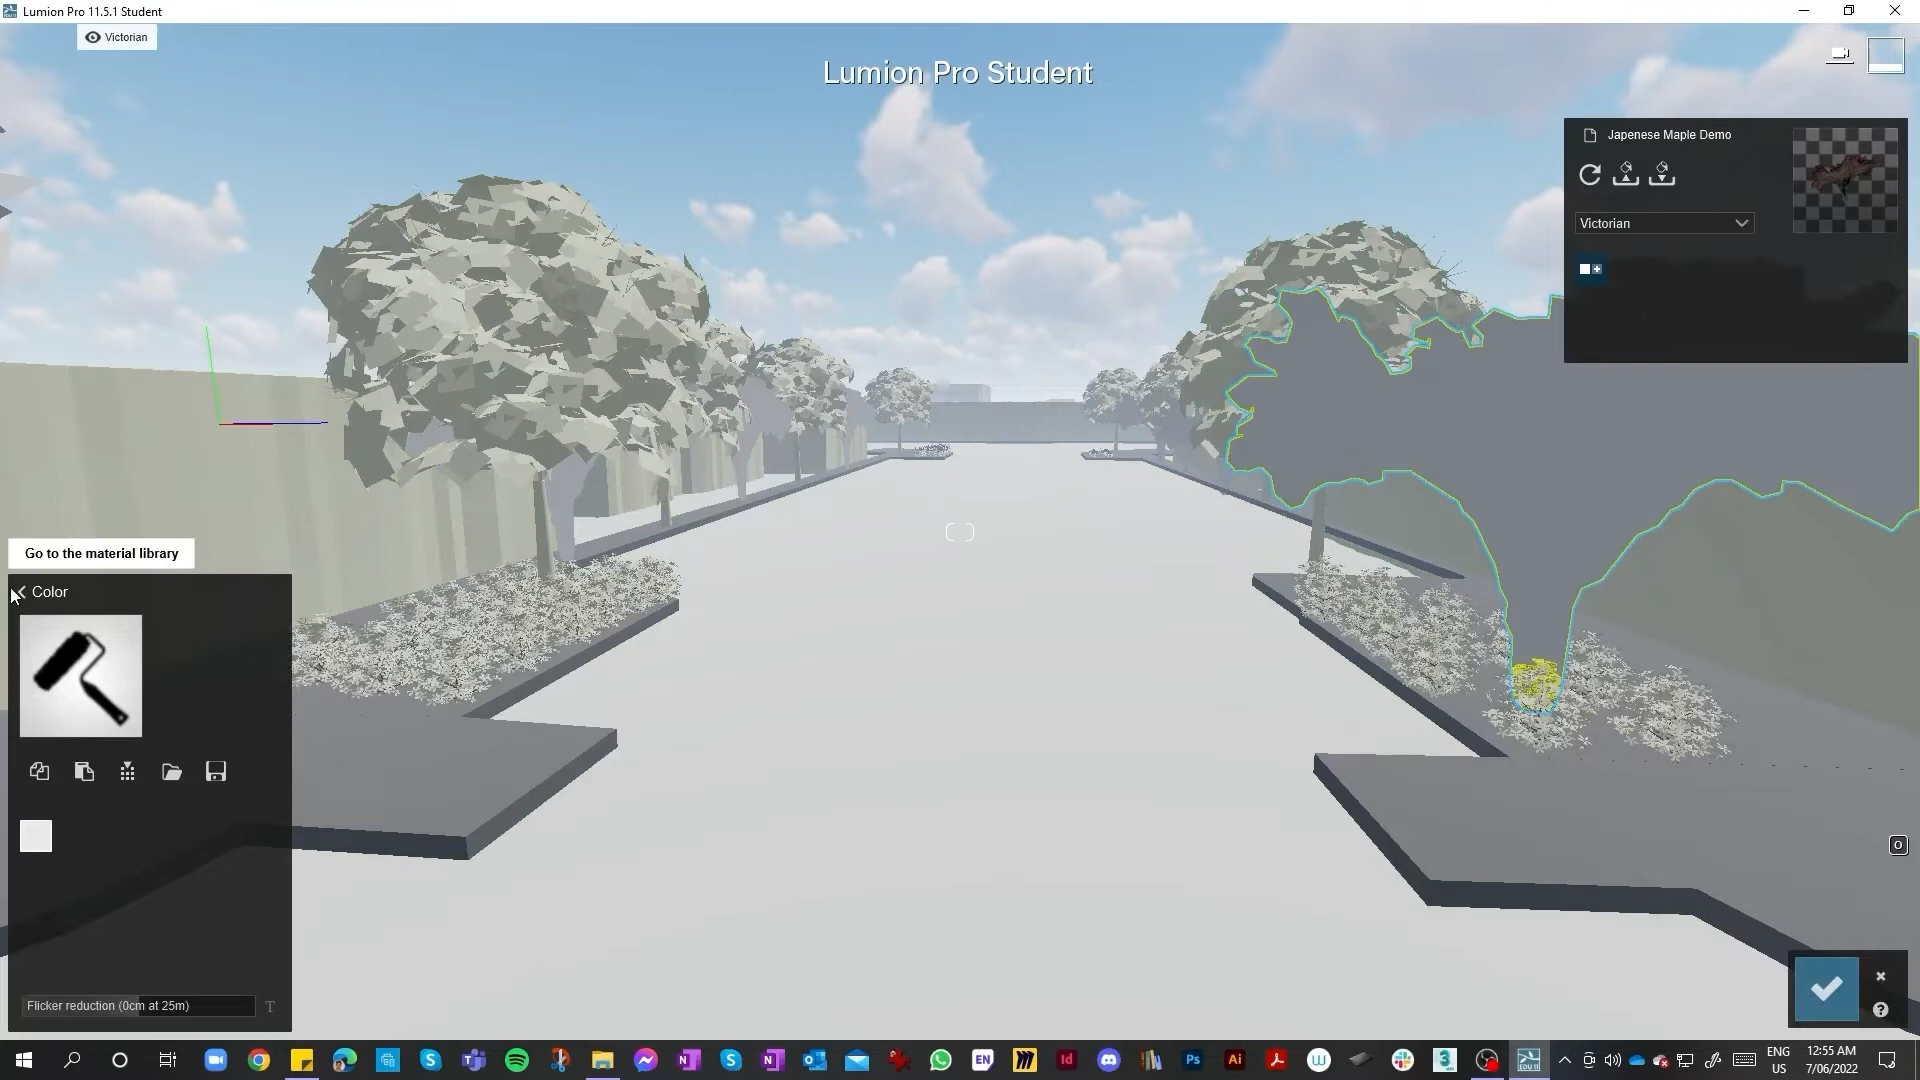 Lumion Pro 11.5.1 Student
Victorian
Lumion Pro Student
Japenese Maple Demo
Victorian
Go to the material library
Color
Flicker reduction (0cm at 25m)
T
O
ENG
US
12:55 AM
7/06/2022